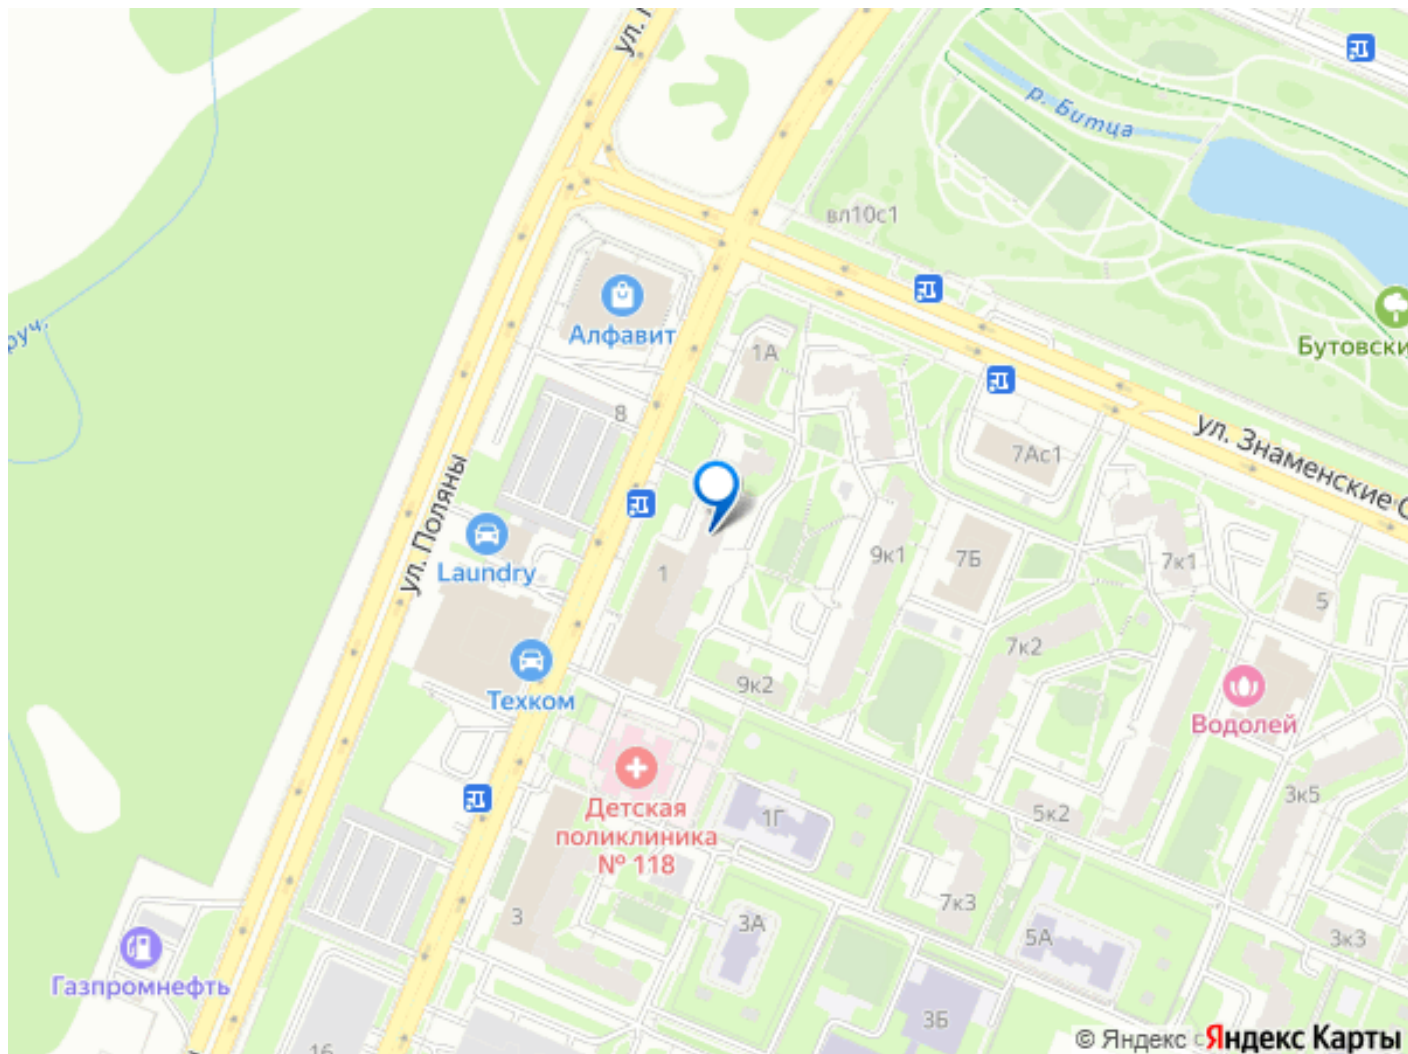 ул. П
р. Битца
вл10с1
Алфавит
Бутовски
руч.
1А
8
ул. Знаменские С
7Ас1
ул. Поляны
Laundry
1
9к1
7Б
7к1
5
7к2
9к2
Техком
Водолей
Детская
поликлиника
№ 118
1Г
5к2
3к5
7к3
3
3А
5А
3к3
Газпромнефть
3Б
16
© Яндекс с
Яндекс Карты